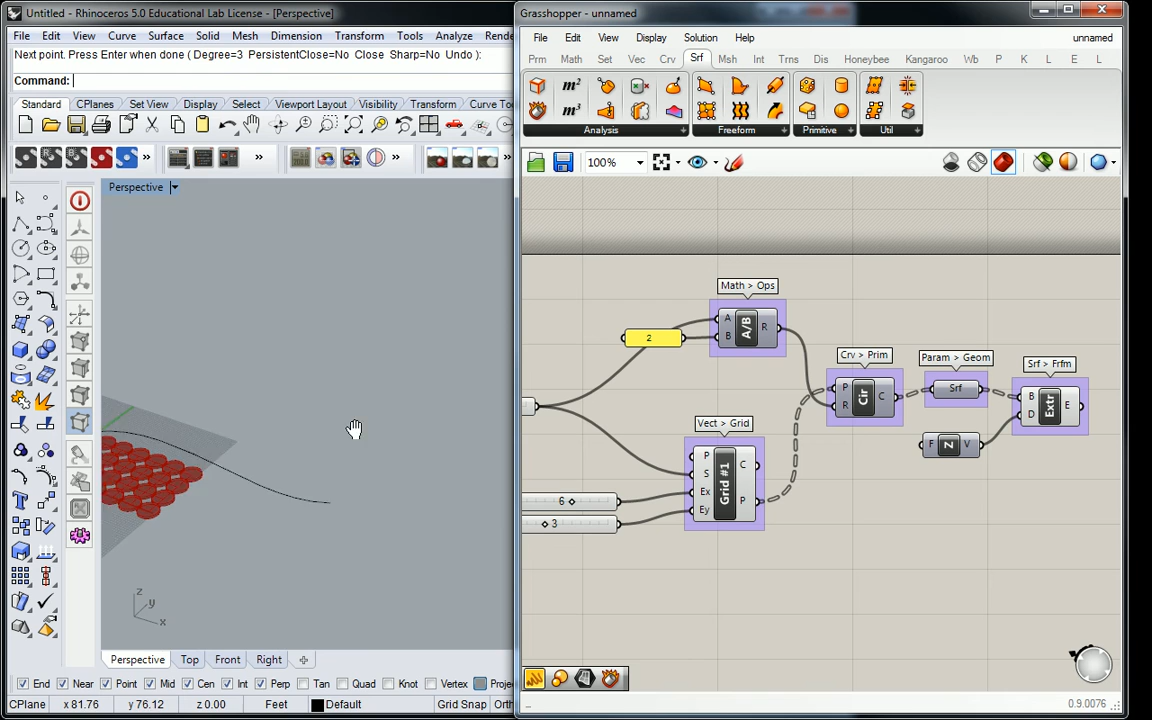 Untitled - Rhinoceros 5.0 Educational Lab License - [Perspective]
File Edit View Curve Surface Solid Mesh Dimension Transform Tools Analyze Ren
Next point. Press Enter when done ( Degree=3 PersistentClose=No Close Sharp=No Undo ):
Command:
Standard CPlanes Set View Display Select Viewport Layout Visibility Transform Curve To
Perspective
z
y
x
Perspective Top Front Right
End Near Point Mid Cen Int Perp Tan Quad Knot Vertex Proje
CPlane x 81.76 y 76.12 z 0.00 Feet Default Grid Snap Orth
Grasshopper - unnamed
File Edit View Display Solution Help unnamed
Prm Math Set Vec Crv Srf Msh Int Trns Dis Honeybee Kangaroo Wb P K L E L
m²
m³
Analysis Freeform Primitive Util
100%
Math > Ops
2 A B A/B R
Crv > Prim Param > Geom Srf > Frfm
P R Cir C Srf B D Extr E
Vect > Grid
F Z V
P S Ex Ey Grid #1 C P
6
3
0.9.0076